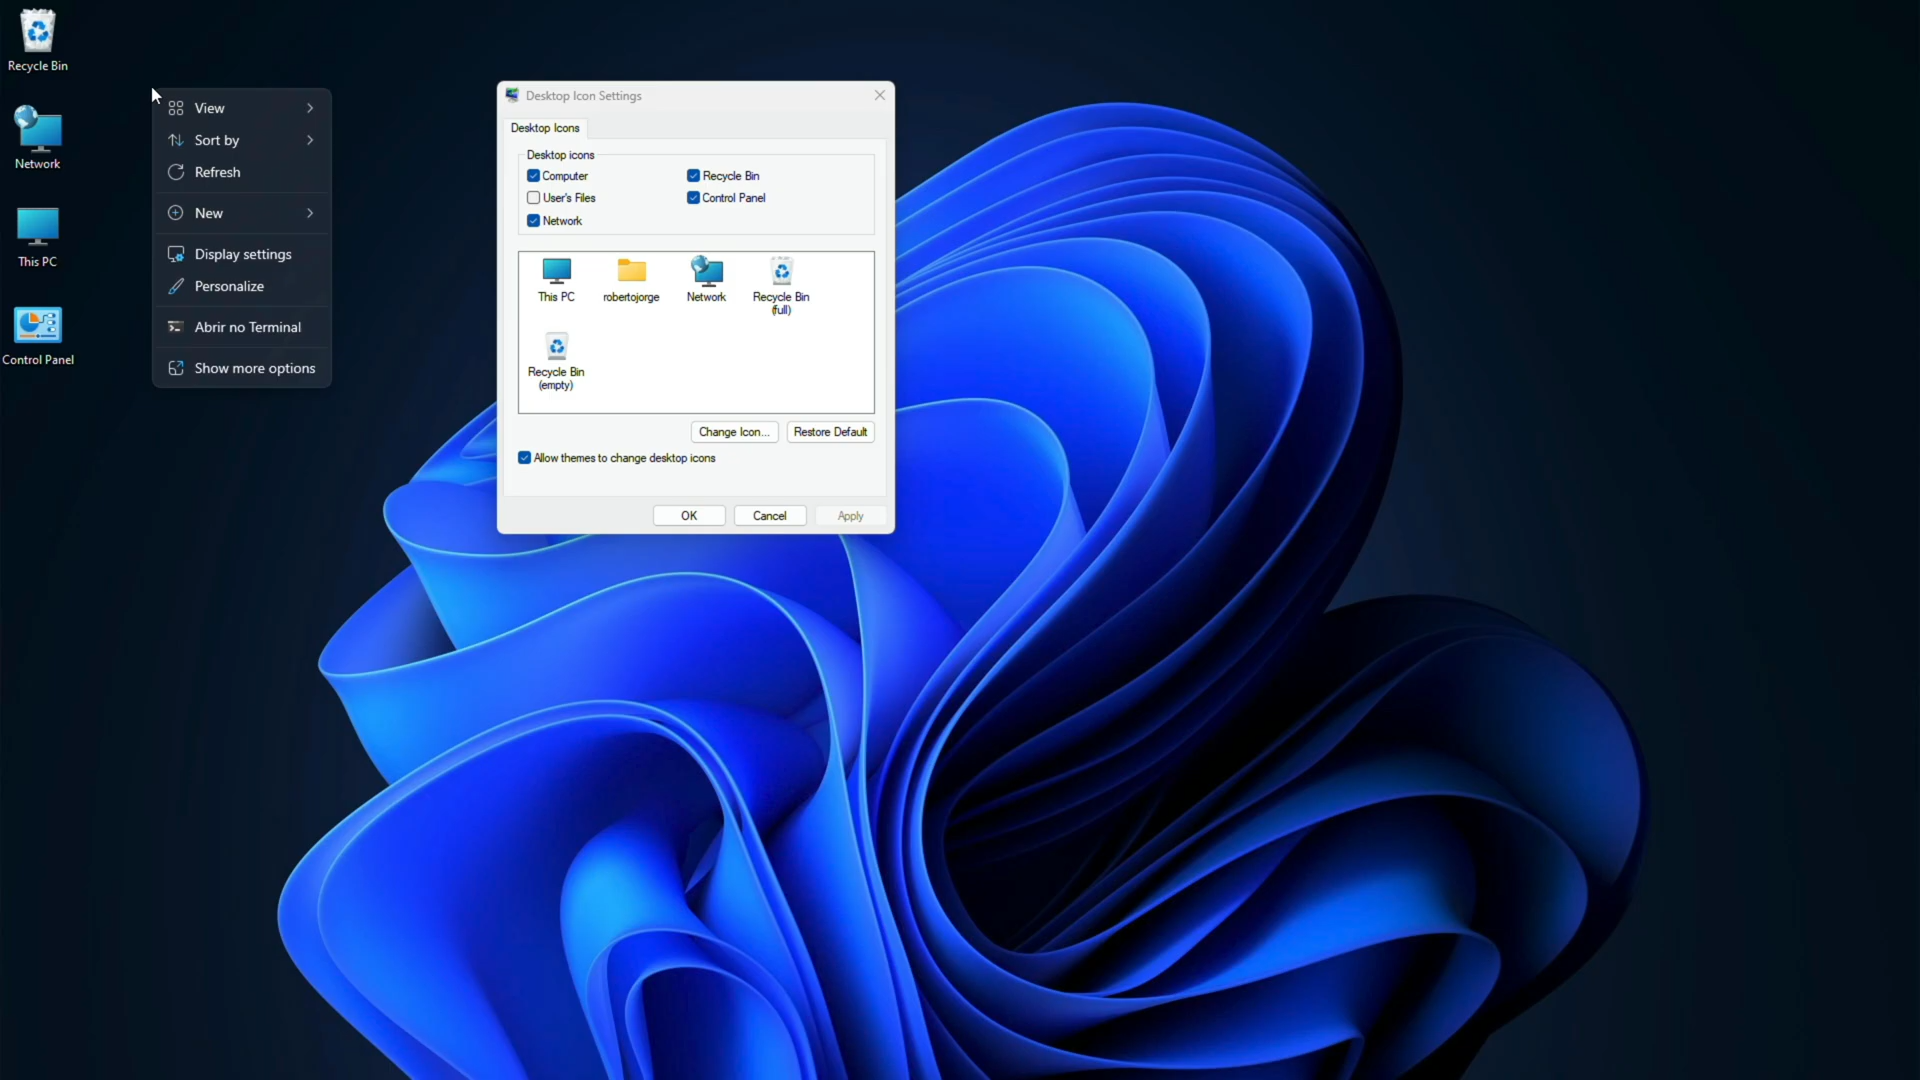 Recycle Bin
Network
This PC
Control Panel
View
Sort by
Refresh
New
Display settings
Personalize
Abrir no Terminal
Show more options
Desktop Icon Settings
Desktop Icons
Desktop icons
Computer
Recycle Bin
User's Files
Control Panel
Network
This PC
robertojorge
Network
Recycle Bin
(full)
Recycle Bin
(empty)
Change Icon...
Restore Default
Allow themes to change desktop icons
OK
Cancel
Apply